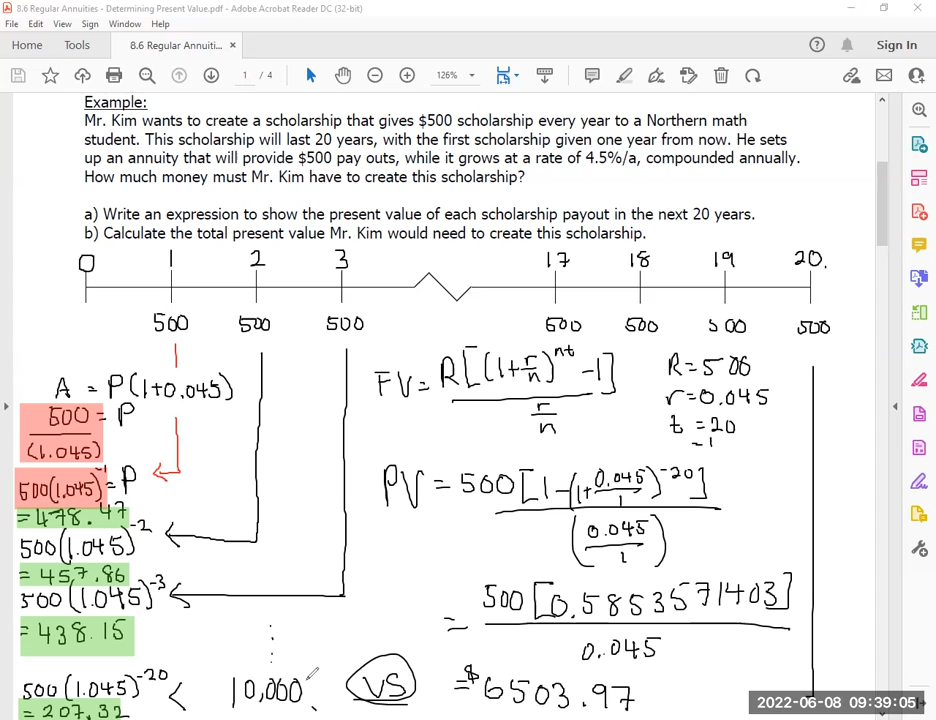 8.6 Regular Annuities - Determining Present Value.pdf - Adobe Acrobat Reader DC (32-bit)
File Edit View Sign Window Help
Home Tools 8.6 Regular Annuiti... × Sign In
1 / 4 126%
Example:
Mr. Kim wants to create a scholarship that gives $500 scholarship every year to a Northern math
student. This scholarship will last 20 years, with the first scholarship given one year from now. He sets
up an annuity that will provide $500 pay outs, while it grows at a rate of 4.5%/a, compounded annually.
How much money must Mr. Kim have to create this scholarship?
a) Write an expression to show the present value of each scholarship payout in the next 20 years.
b) Calculate the total present value Mr. Kim would need to create this scholarship.
0 1 2 3 17 18 19 20.
500 500 500 500 500 500 500
A = P(1+0.045)
500/(1.045) = P
500(1.045)^-1 = P
= 478.47
500(1.045)^-2
= 457.86
500(1.045)^-3
= 438.15
500(1.045)^-20 < 10,000 VS
= 207.32
FV = R[(1+r/n)^nt -1] / r/n
R = 500
r = 0.045
t = 20
= 1
PV = 500[1-(1+0.045/1)^-20] / (0.045/1)
= 500[0.5853571403] / 0.045
= $6503.97
2022-06-08 09:39:05